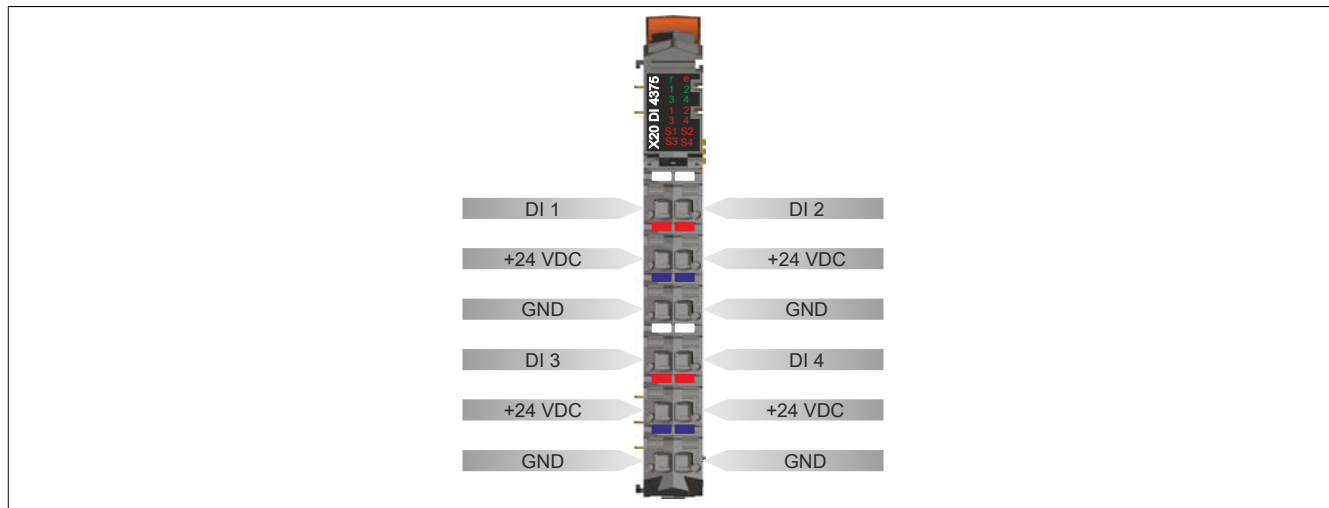 X20 DI 4375
r e
1 2
3 4
1 2
3 4
S1 S2
S3 S4
DI 1 DI 2
+24 VDC +24 VDC
GND GND
DI 3 DI 4
+24 VDC +24 VDC
GND GND